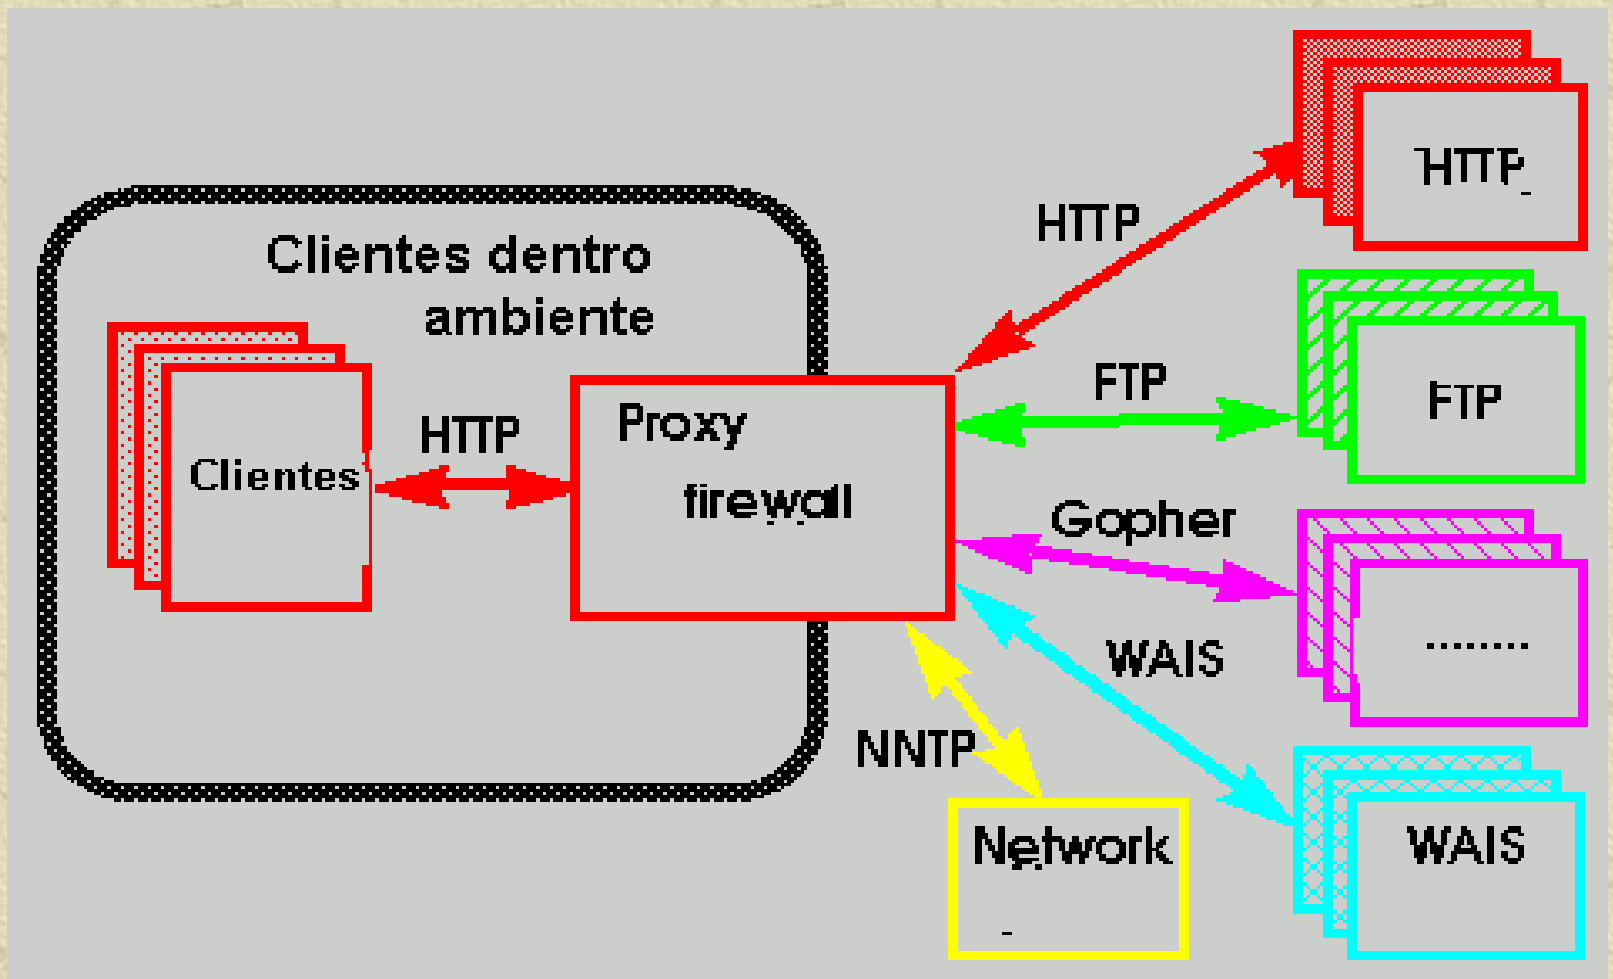 Clientes dentro
ambiente
Clientes
HTTP
Proxy
firewall
HTTP
HTTP
FTP
FTP
Gopher
........
WAIS
WAIS
NNTP
Network